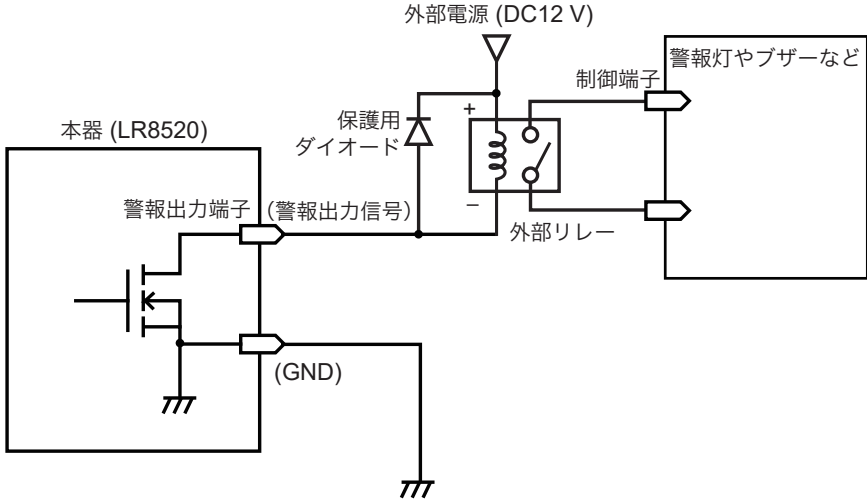 外部電源 (DC12 V)
警報灯やブザーなど
制御端子
+
保護用
ダイオード
本器 (LR8520)
−
警報出力端子
(警報出力信号)
外部リレー
(GND)